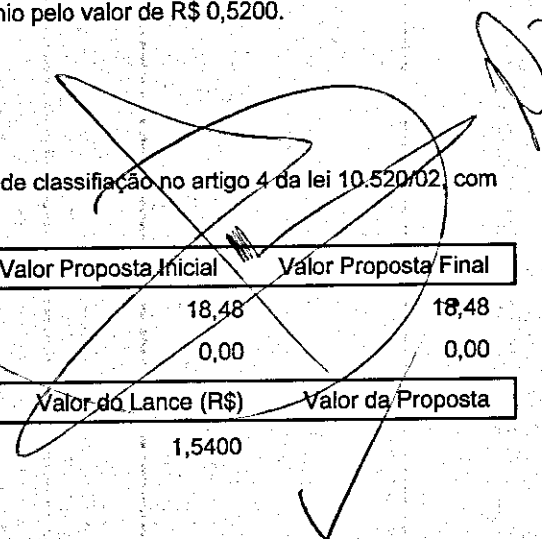 nio pelo valor de R$ 0,5200.
de classifiação no artigo 4 da lei 10.520/02, com
Valor Proposta Inicial Valor Proposta Final
18,48 18,48
0,00 0,00
Valor do Lance (R$) Valor da Proposta
1,5400